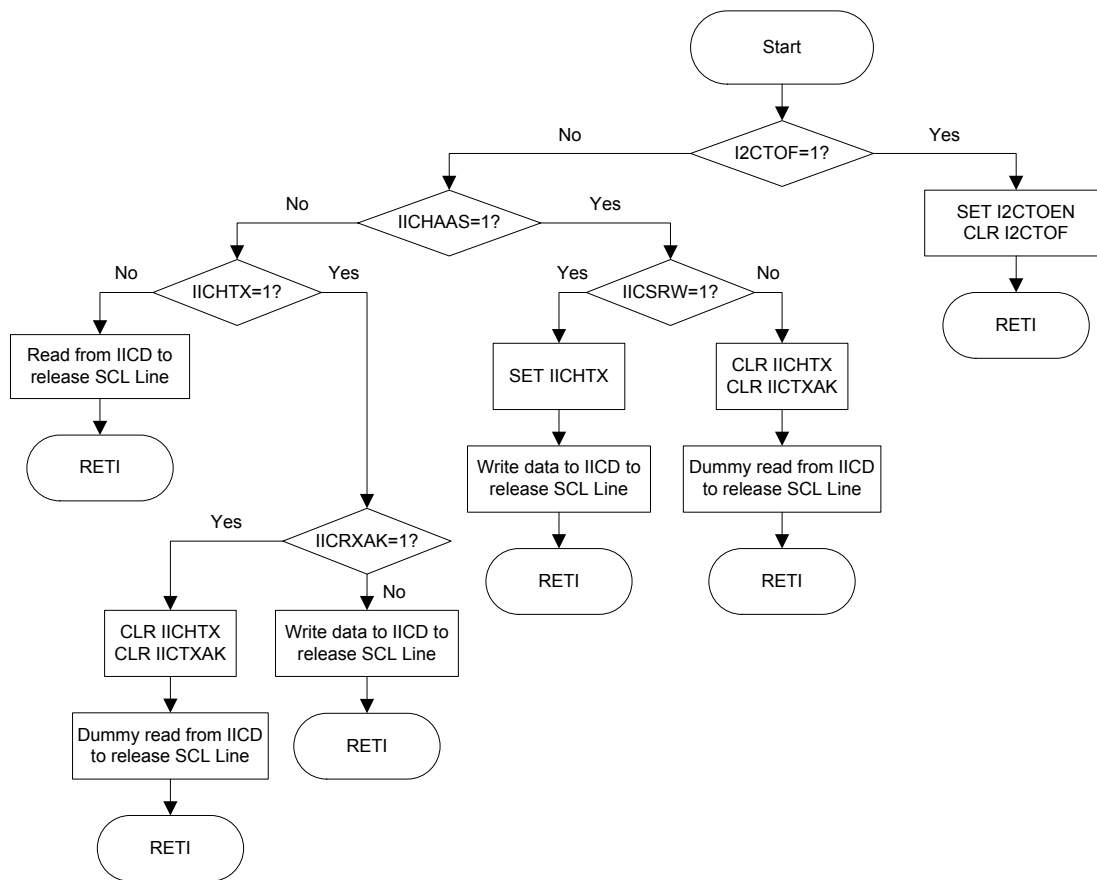 Start
No
Yes
I2CTOF=1?
No
Yes
IICHAAS=1?
SET I2CTOEN
CLR I2CTOF
No
Yes
IICHTX=1?
Yes
No
IICSRW=1?
RETI
Read from IICD to
release SCL Line
SET IICHTX
CLR IICHTX
CLR IICTXAK
RETI
Write data to IICD to
release SCL Line
Dummy read from IICD
to release SCL Line
Yes
IICRXAK=1?
No
RETI
RETI
CLR IICHTX
CLR IICTXAK
Write data to IICD to
release SCL Line
Dummy read from IICD
to release SCL Line
RETI
RETI